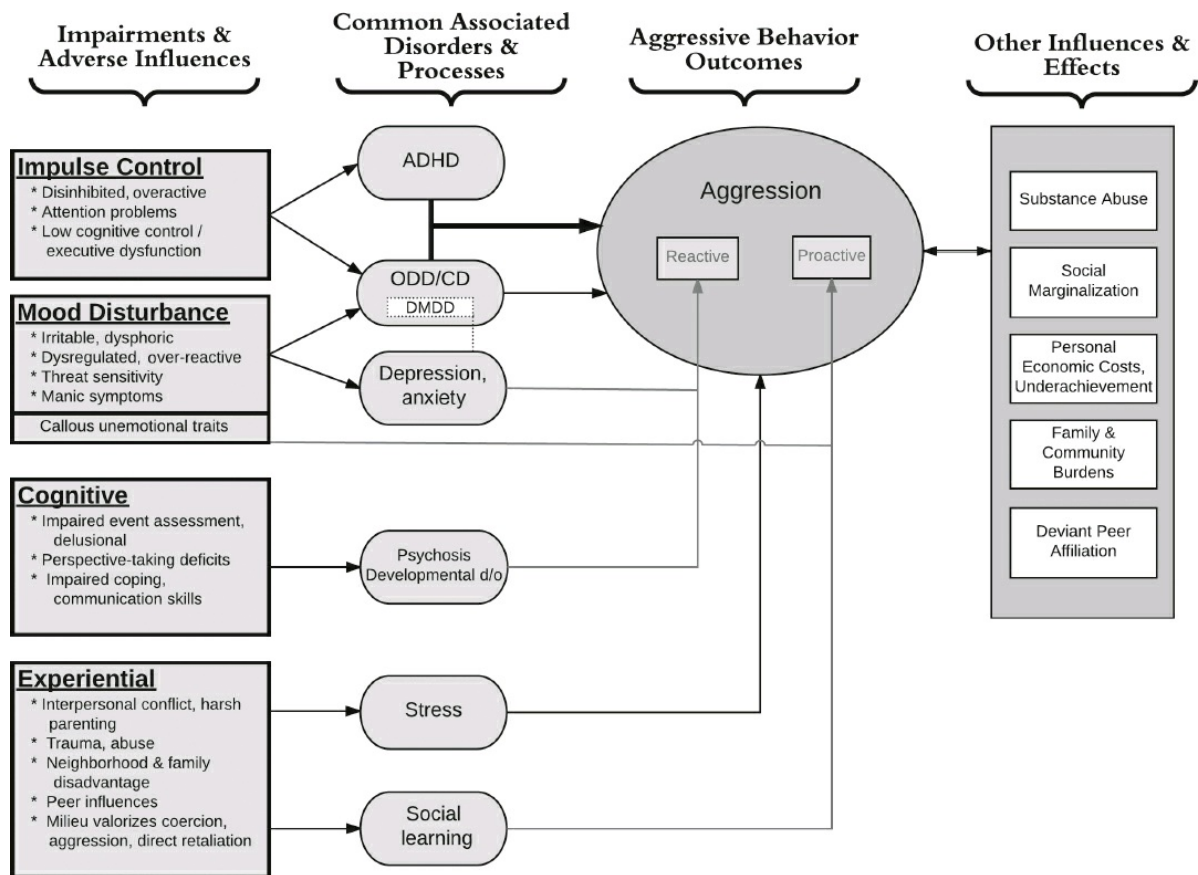 Impairments &
Adverse Influences
Common Associated
Disorders &
Processes
Aggressive Behavior
Outcomes
Other Influences &
Effects
Impulse Control
* Disinhibited, overactive
* Attention problems
* Low cognitive control /
executive dysfunction
Mood Disturbance
* Irritable, dysphoric
* Dysregulated, over-reactive
* Threat sensitivity
* Manic symptoms
Callous unemotional traits
Cognitive
* Impaired event assessment,
delusional
* Perspective-taking deficits
* Impaired coping,
communication skills
Experiential
* Interpersonal conflict, harsh
parenting
* Trauma, abuse
* Neighborhood & family
disadvantage
* Peer influences
* Milieu valorizes coercion,
aggression, direct retaliation
ADHD
ODD/CD
DMDD
Depression,
anxiety
Psychosis
Developmental d/o
Stress
Social
learning
Aggression
Reactive
Proactive
Substance Abuse
Social
Marginalization
Personal
Economic Costs,
Underachievement
Family &
Community
Burdens
Deviant Peer
Affiliation